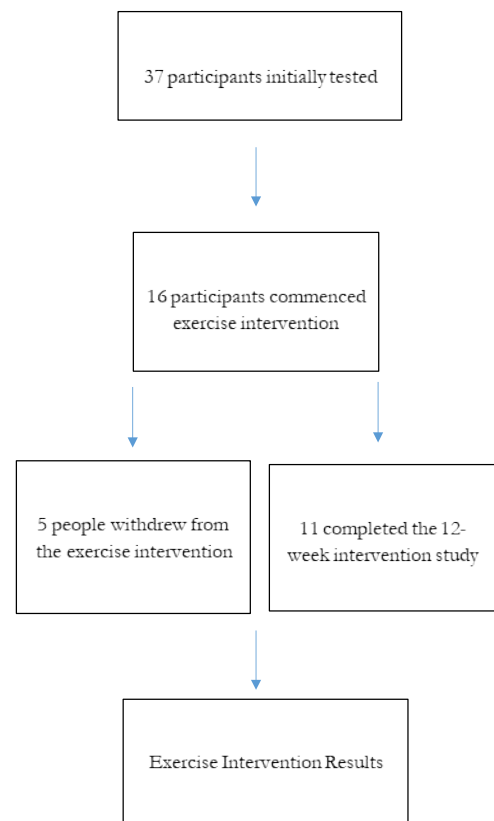 37 participants initially tested
16 participants commenced
exercise intervention
5 people withdrew from
the exercise intervention
11 completed the 12-
week intervention study
Exercise Intervention Results